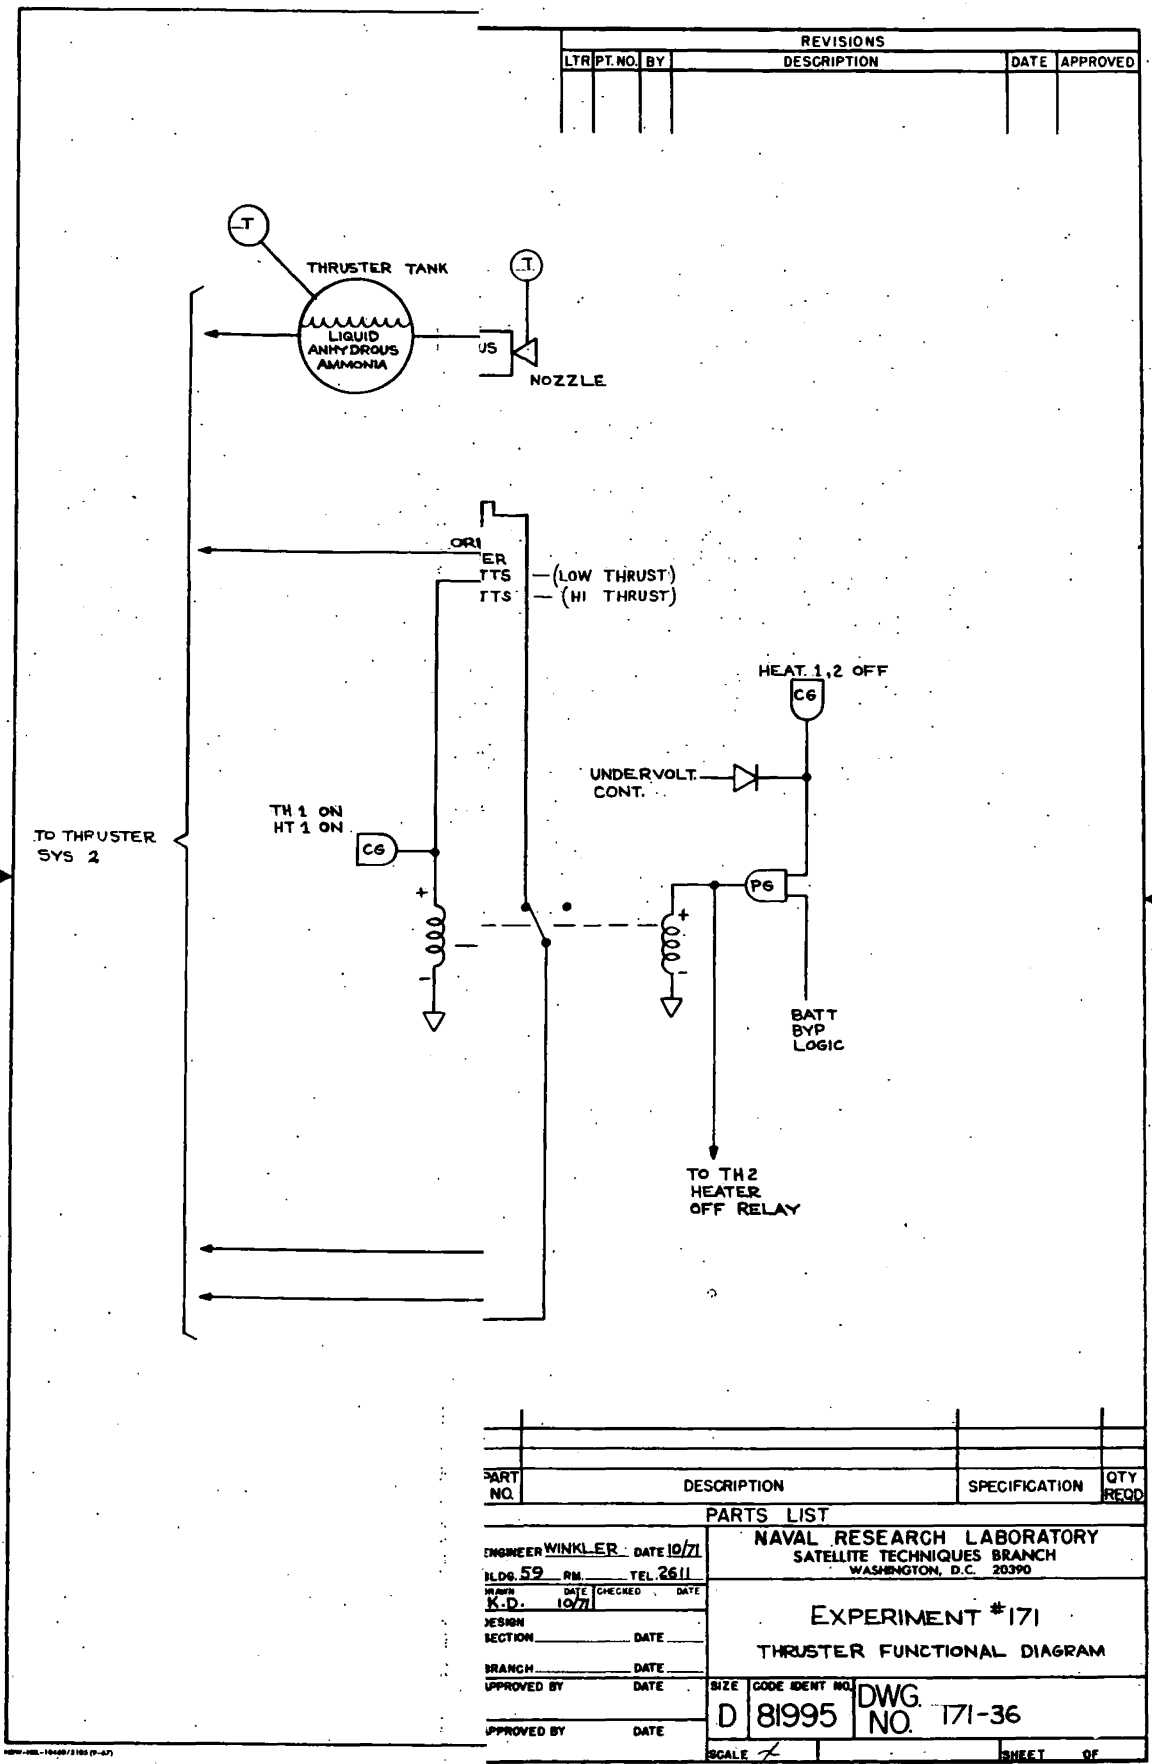 REVISIONS
LTR PT. NO. BY DESCRIPTION DATE APPROVED
T
THRUSTER TANK
T
LIQUID
ANHYDROUS
AMMONIA
US
NOZZLE
ORI
ER
TTS — (LOW THRUST)
TTS — (HI THRUST)
HEAT. 1,2 OFF
CG
UNDERVOLT.
CONT.
TH 1 ON
HT 1 ON
CG
TO THRUSTER
SYS 2
PG
+
+
-
-
BATT
BYP
LOGIC
TO TH2
HEATER
OFF RELAY
PART
NO.
DESCRIPTION
SPECIFICATION
QTY
REQD
PARTS LIST
ENGINEER WINKLER DATE 10/71
BLDG. 59 RM. TEL. 2611
DRAWN DATE CHECKED DATE
K.D. 10/71
DESIGN
SECTION DATE
BRANCH DATE
APPROVED BY DATE
APPROVED BY DATE
NAVAL RESEARCH LABORATORY
SATELLITE TECHNIQUES BRANCH
WASHINGTON, D.C. 20390
EXPERIMENT #171
THRUSTER FUNCTIONAL DIAGRAM
SIZE CODE IDENT NO. DWG.
D 81995 NO. 171-36
SCALE SHEET OF